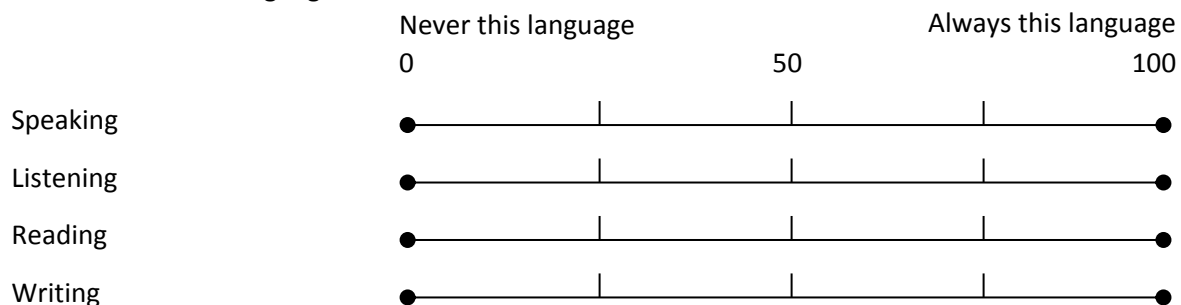 Never this language Always this language
0 50 100
Speaking
Listening
Reading
Writing